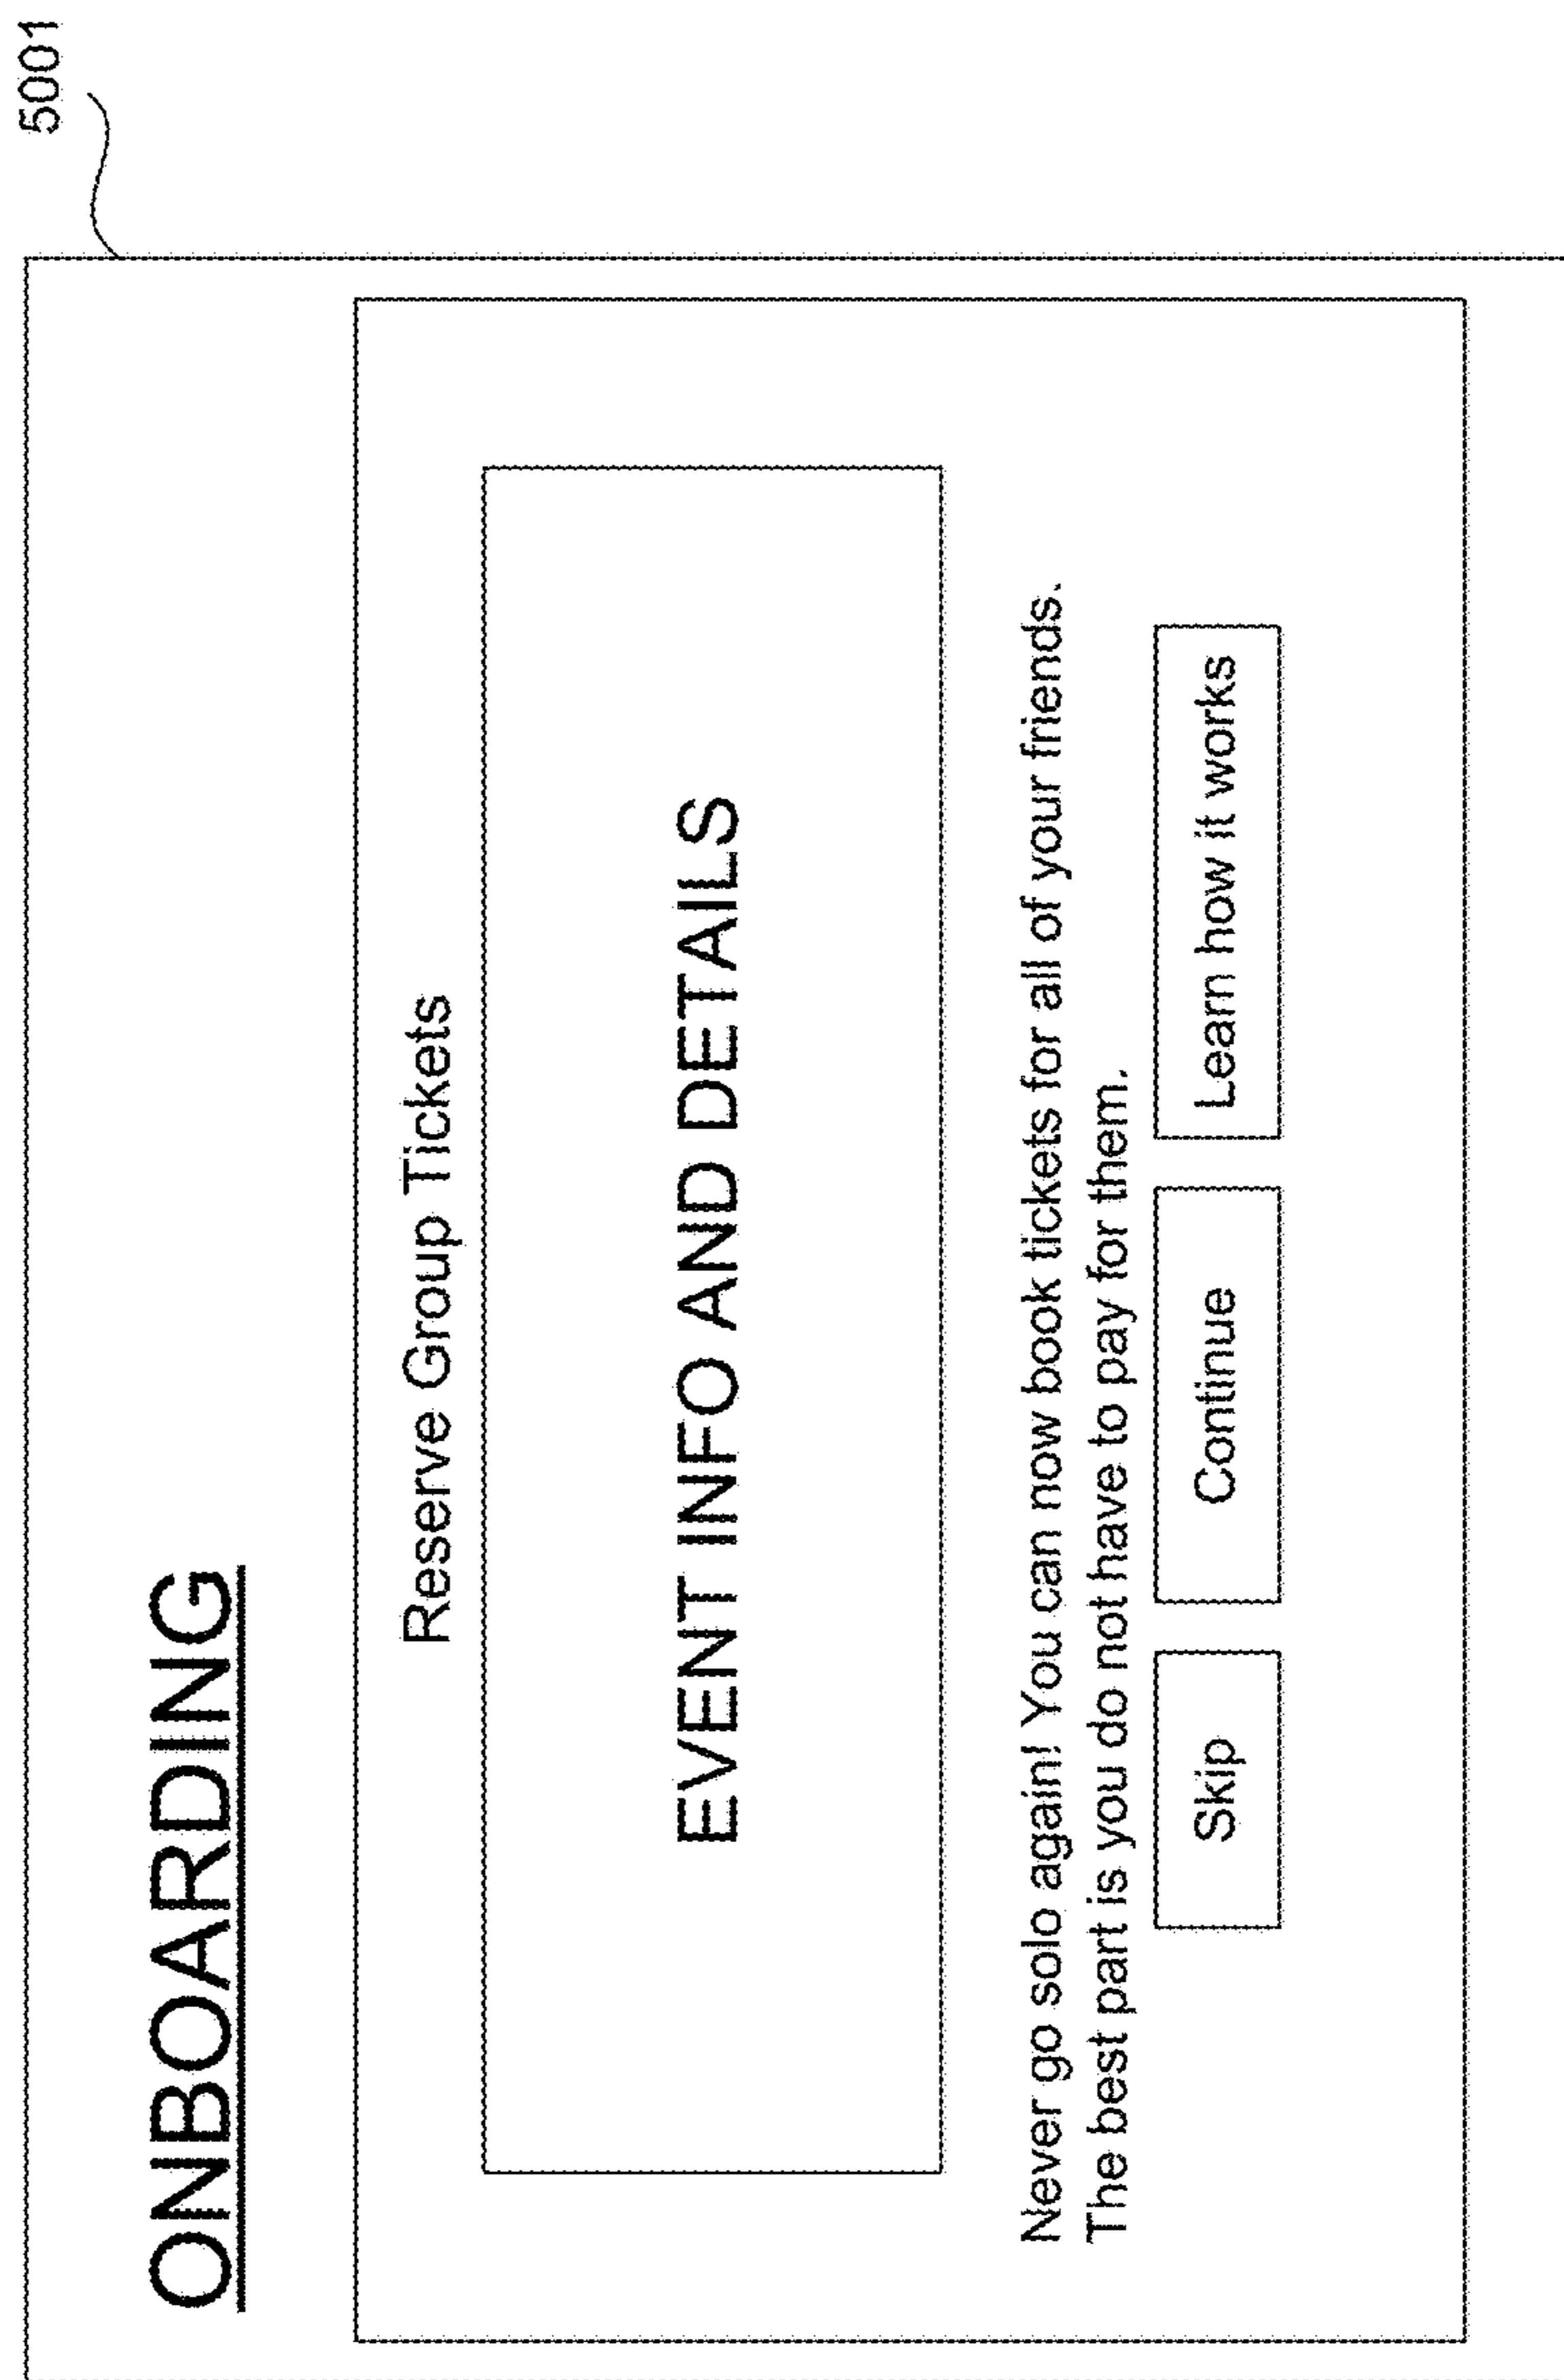 5001
ONBOARDING
Reserve Group Tickets
EVENT INFO AND DETAILS
Never go solo again! You can now book tickets for all of your friends.
The best part is you do not have to pay for them.
Skip Continue Learn how it works